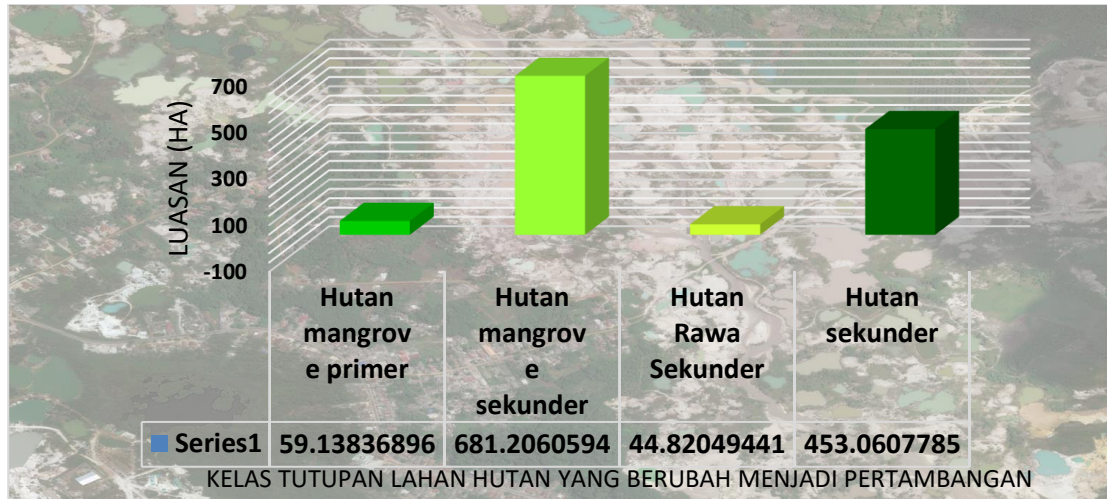 LUASAN (HA)
700
500
300
100
-100
Hutan
mangrov
e primer
Hutan
mangrov
e
sekunder
Hutan
Rawa
Sekunder
Hutan
sekunder
Series1 59.13836896 681.2060594 44.82049441 453.0607785
KELAS TUTUPAN LAHAN HUTAN YANG BERUBAH MENJADI PERTAMBANGAN